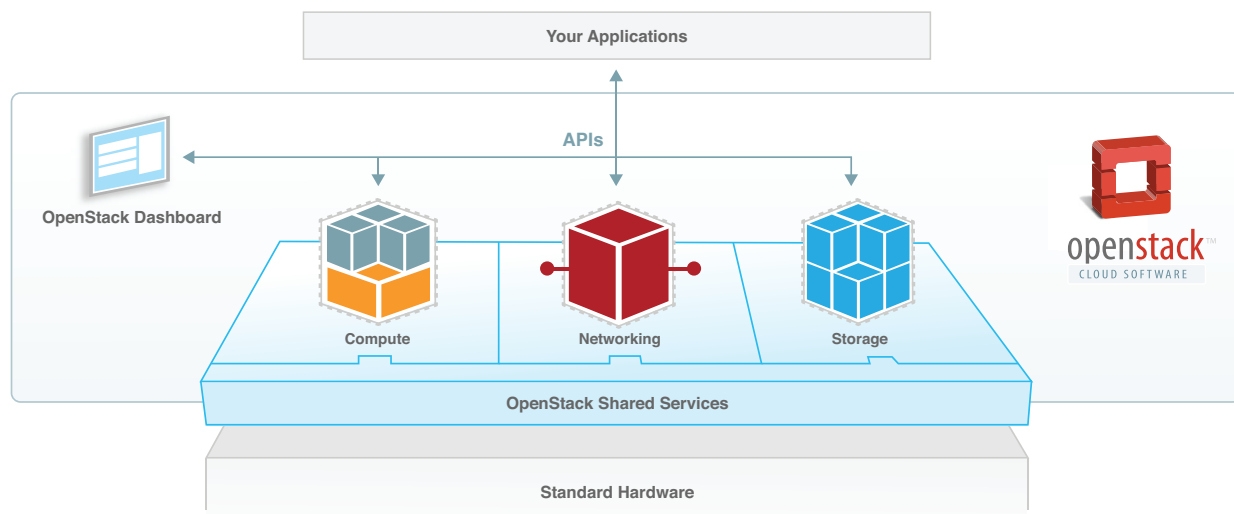 Your Applications
APIs
OpenStack Dashboard
openstack™
CLOUD SOFTWARE
Compute
Networking
Storage
OpenStack Shared Services
Standard Hardware